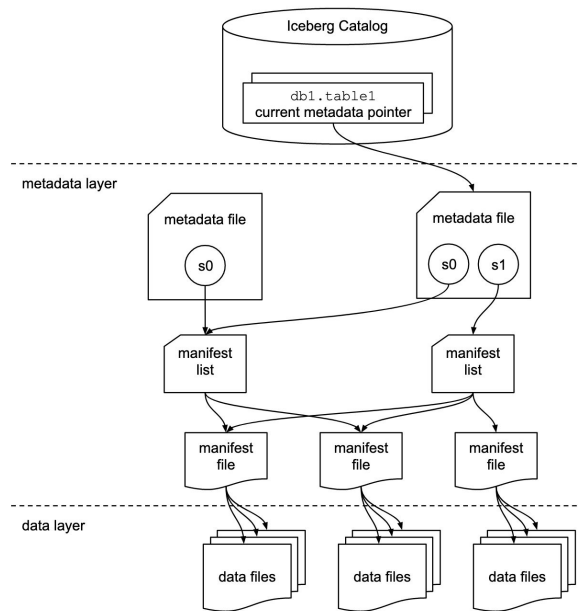 Iceberg Catalog
db1.table1
current metadata pointer
metadata layer
metadata file
s0
metadata file
s0
s1
manifest
list
manifest
list
manifest
file
manifest
file
manifest
file
data layer
data files
data files
data files